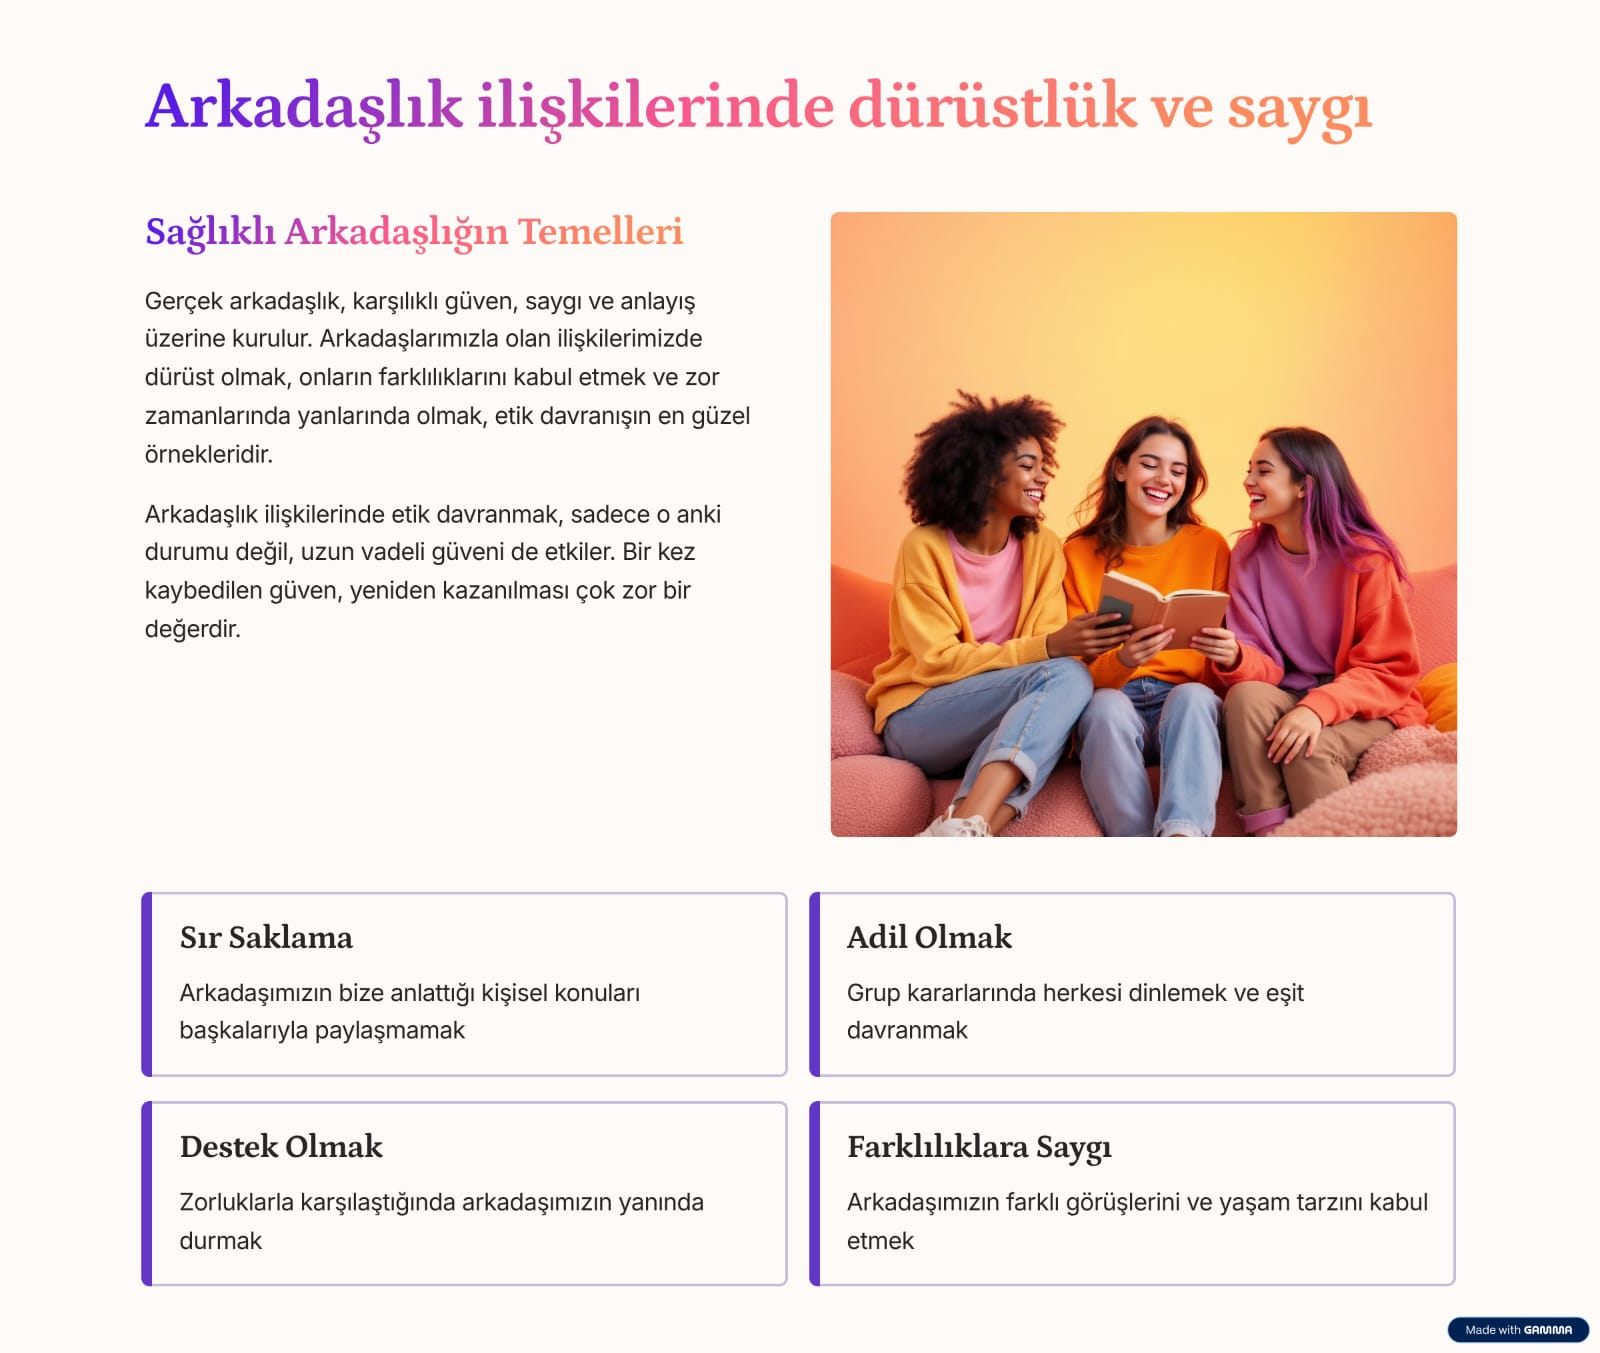 Arkadaşlık ilişkilerinde dürüstlük ve saygı
Sağlıklı Arkadaşlığın Temelleri
Gerçek arkadaşlık, karşılıklı güven, saygı ve anlayış
üzerine kurulur. Arkadaşlarımızla olan ilişkilerimizde
dürüst olmak, onların farklılıklarını kabul etmek ve zor
zamanlarında yanlarında olmak, etik davranışın en güzel
örnekleridir.
Arkadaşlık ilişkilerinde etik davranmak, sadece o anki
durumu değil, uzun vadeli güveni de etkiler. Bir kez
kaybedilen güven, yeniden kazanılması çok zor bir
değerdir.
Sır Saklama
Arkadaşımızın bize anlattığı kişisel konuları
başkalarıyla paylaşmamak
Adil Olmak
Grup kararlarında herkesi dinlemek ve eşit
davranmak
Destek Olmak
Zorluklarla karşılaştığında arkadaşımızın yanında
durmak
Farklılıklara Saygı
Arkadaşımızın farklı görüşlerini ve yaşam tarzını kabul
etmek
Made with GAMMA